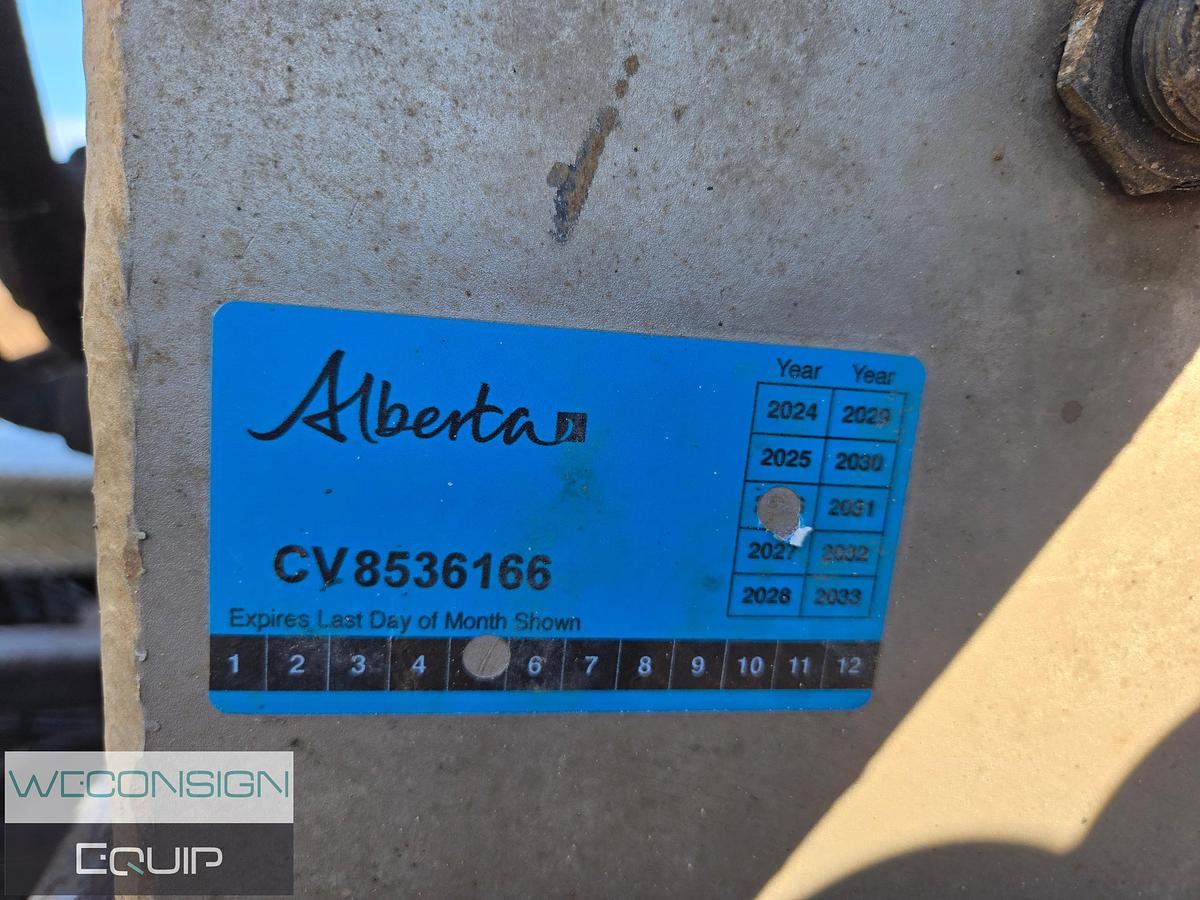 Alberta
Year Year
2024 2029
2025 2030
2031
2027 2032
2028 2033
CV8536166
Expires Last Day of Month Shown
1 2 3 4 6 7 8 9 10 11 12
WECONSIGN
EQUIP